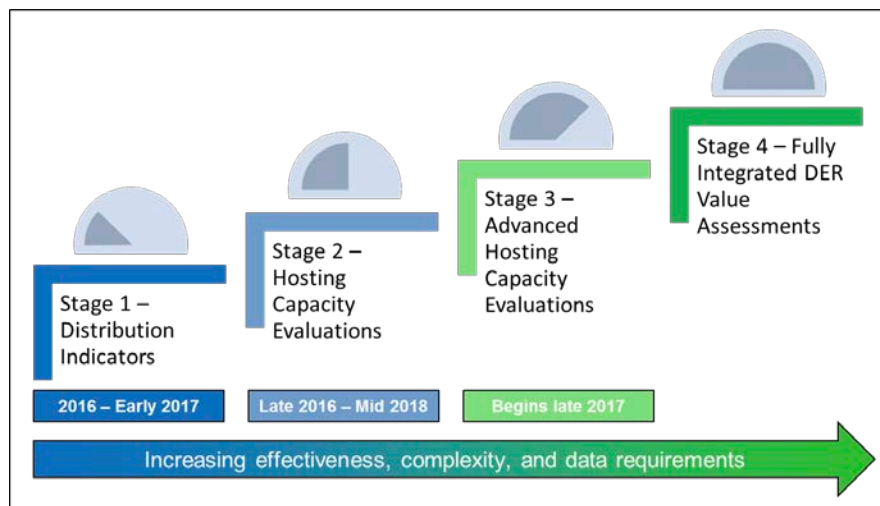 Stage 1 –
Distribution
Indicators
Stage 2 –
Hosting
Capacity
Evaluations
Stage 3 –
Advanced
Hosting
Capacity
Evaluations
Stage 4 – Fully
Integrated DER
Value
Assessments
2016 – Early 2017
Late 2016 – Mid 2018
Begins late 2017
Increasing effectiveness, complexity, and data requirements